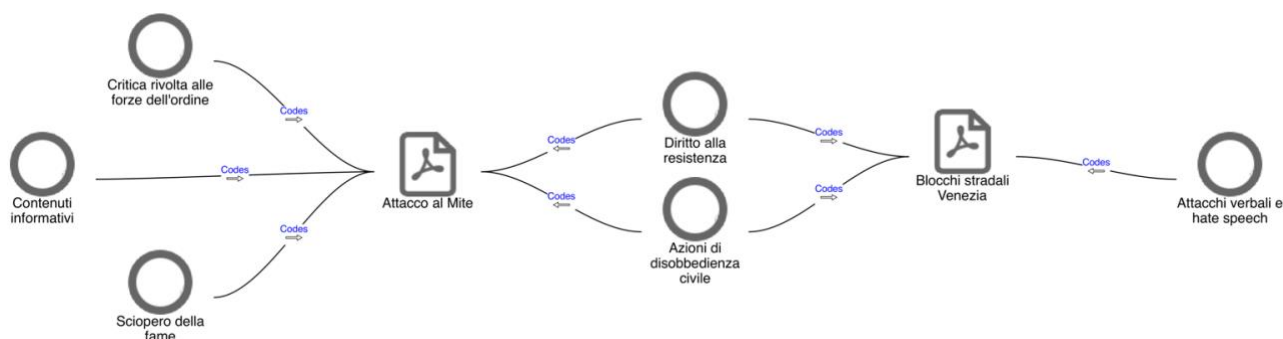 Critica rivolta alle
forze dell'ordine
Codes
Contenuti
informativi
Codes
Sciopero della
fame
Codes
Attacco al Mite
Codes
Codes
Diritto alla
resistenza
Azioni di
disobbedienza
civile
Codes
Codes
Blocchi stradali
Venezia
Codes
Attacchi verbali e
hate speech